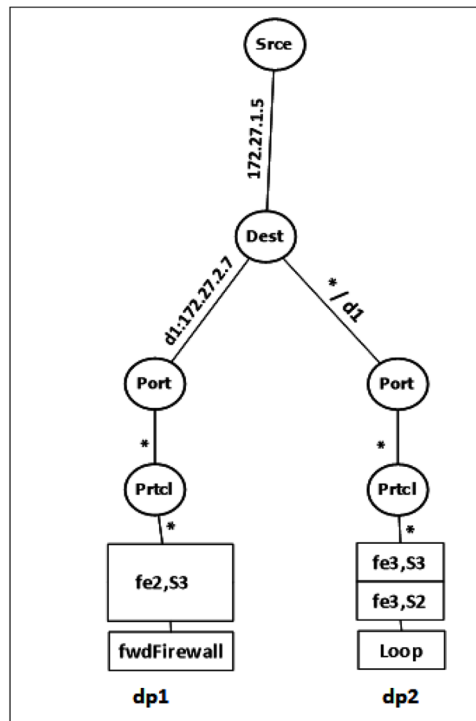 Srce
172.27.1.5
Dest
d1:172.27.2.7
* / d1
Port
Port
*
*
Prtcl
Prtcl
*
*
fe2,S3
fe3,S3
fe3,S2
fwdFirewall
Loop
dp1
dp2